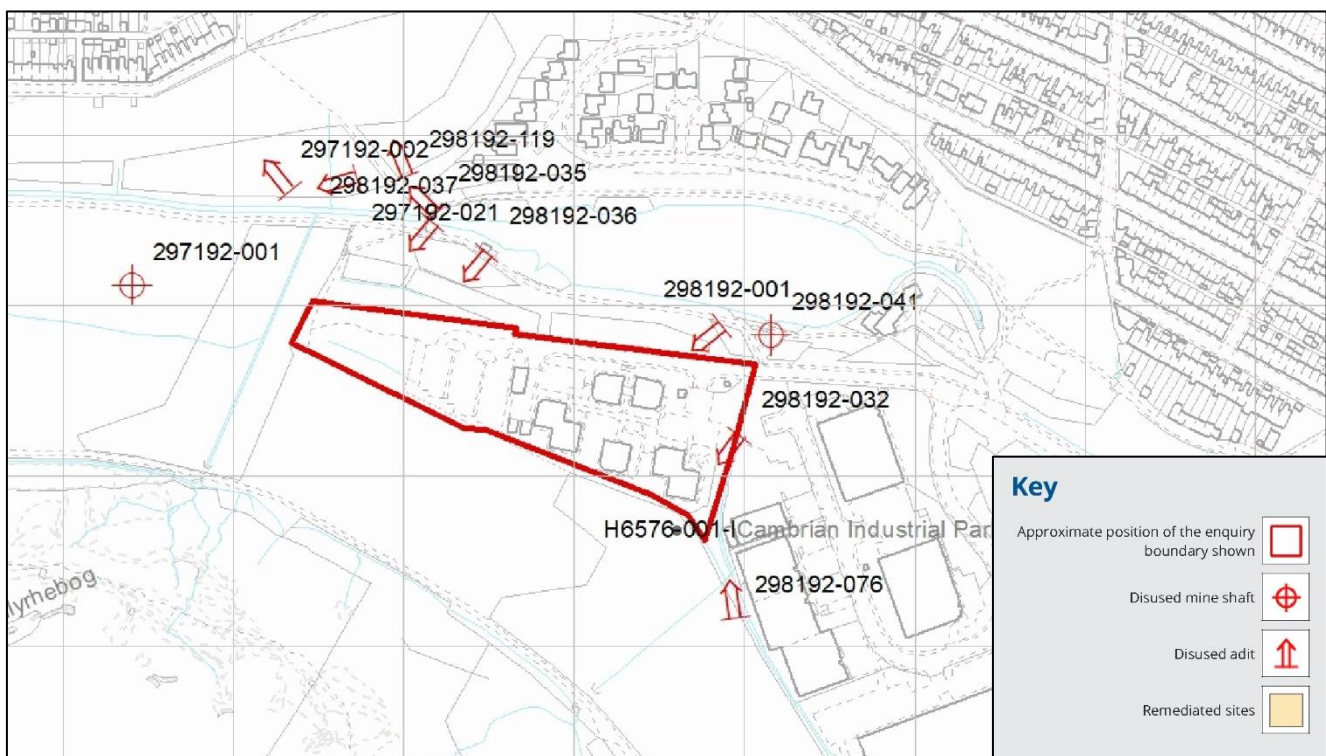 298192-119
297192-002
298192-035
298192-037
297192-021
298192-036
297192-001
298192-001
298192-041
298192-032
H6576-001-I
Cambrian Industrial Par
298192-076
lyrhebog
Key
Approximate position of the enquiry
boundary shown
Disused mine shaft
Disused adit
Remediated sites